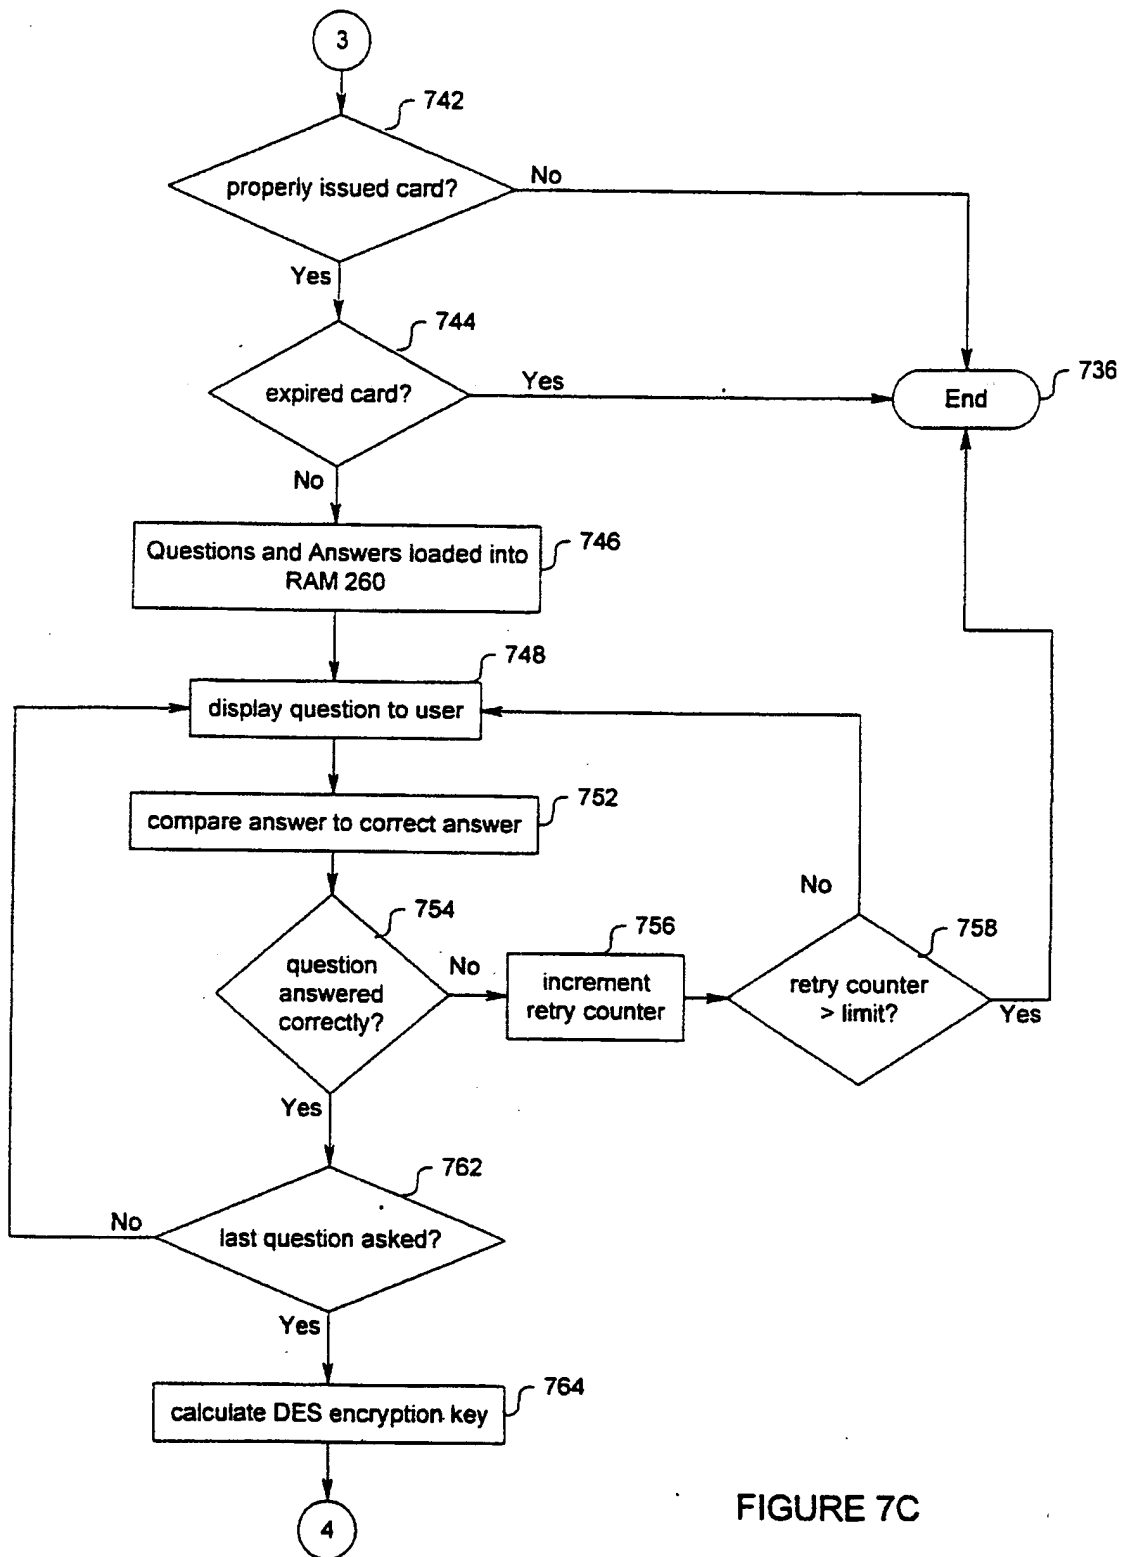 3
742
properly issued card?
No
Yes
744
expired card?
Yes
736
End
No
Questions and Answers loaded into
RAM 260
746
748
display question to user
752
compare answer to correct answer
No
754
question
answered
correctly?
No
756
increment
retry counter
758
retry counter
> limit?
Yes
Yes
762
last question asked?
No
Yes
764
calculate DES encryption key
4
FIGURE 7C